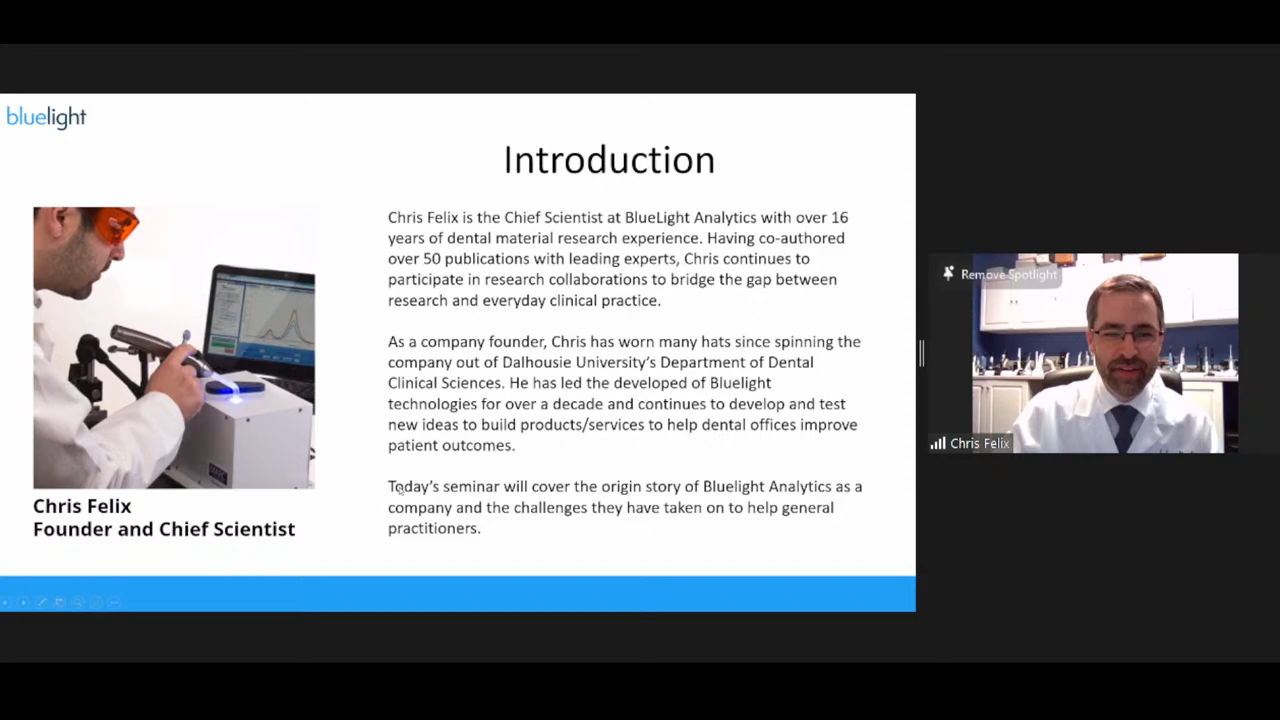 bluelight
Introduction
Chris Felix is the Chief Scientist at BlueLight Analytics with over 16
years of dental material research experience. Having co-authored
over 50 publications with leading experts, Chris continues to
participate in research collaborations to bridge the gap between
research and everyday clinical practice.
As a company founder, Chris has worn many hats since spinning the
company out of Dalhousie University's Department of Dental
Clinical Sciences. He has led the developed of Bluelight
technologies for over a decade and continues to develop and test
new ideas to build products/services to help dental offices improve
patient outcomes.
Today's seminar will cover the origin story of Bluelight Analytics as a
company and the challenges they have taken on to help general
practitioners.
Chris Felix
Founder and Chief Scientist
Remove Spotlight
Chris Felix